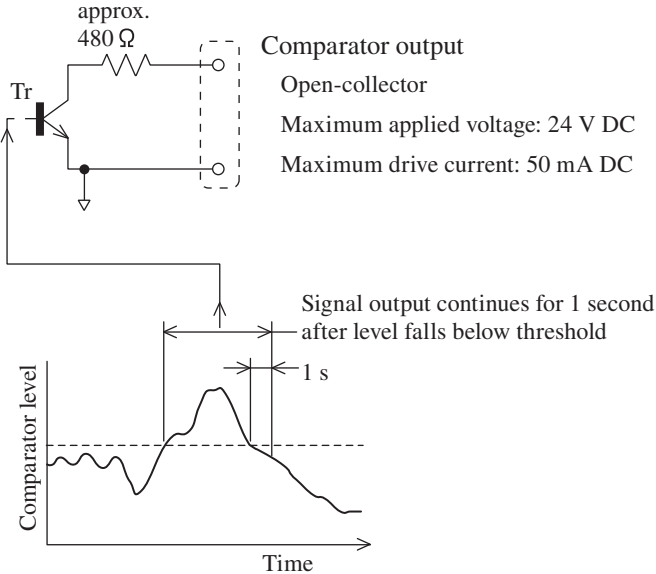 approx.
480 Ω
Comparator output
Tr
Open-collector
Maximum applied voltage: 24 V DC
Maximum drive current: 50 mA DC
Signal output continues for 1 second
after level falls below threshold
1 s
Comparator level
Time